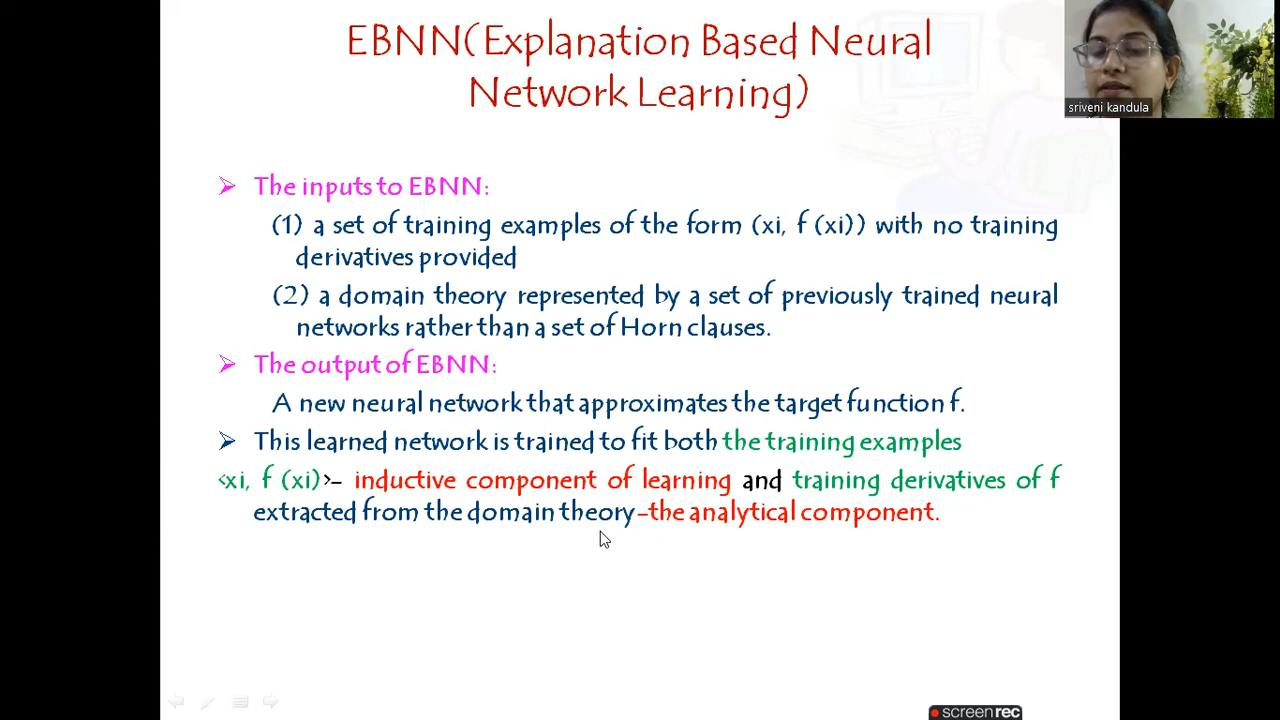 EBNN(Explanation Based Neural
Network Learning)
sriveni kandula
➢ The inputs to EBNN:
(1) a set of training examples of the form (xi, f (xi)) with no training
derivatives provided
(2) a domain theory represented by a set of previously trained neural
networks rather than a set of Horn clauses.
➢ The output of EBNN:
A new neural network that approximates the target function f.
➢ This learned network is trained to fit both the training examples
<xi, f (xi)>- inductive component of learning and training derivatives of f
extracted from the domain theory-the analytical component.
screenrec